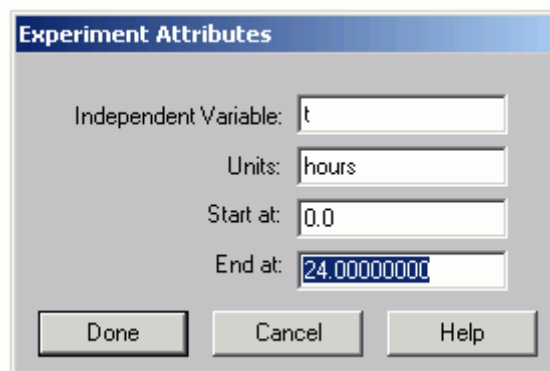 Experiment Attributes
Independent Variable: t
Units: hours
Start at: 0.0
End at: 24.00000000
Done Cancel Help